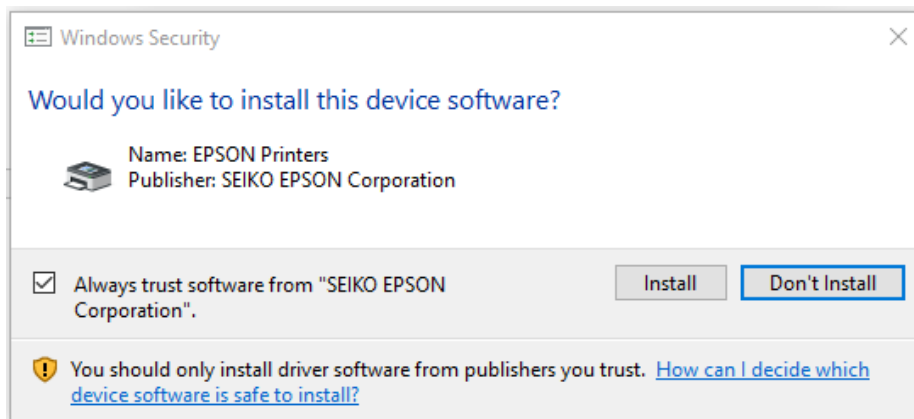 Windows Security
Would you like to install this device software?
Name: EPSON Printers
Publisher: SEIKO EPSON Corporation
Always trust software from "SEIKO EPSON
Corporation".
Install
Don't Install
You should only install driver software from publishers you trust. How can I decide which
device software is safe to install?